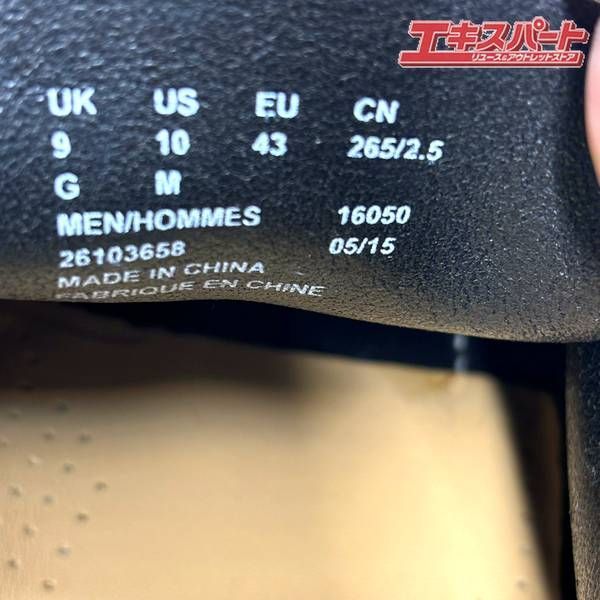 エキスパート
リユース&アウトレットストア
UK US EU CN
9 10 43 265/2.5
G M
MEN/HOMMES 16050
26103658 05/15
MADE IN CHINA
FABRIQUE EN CHINE